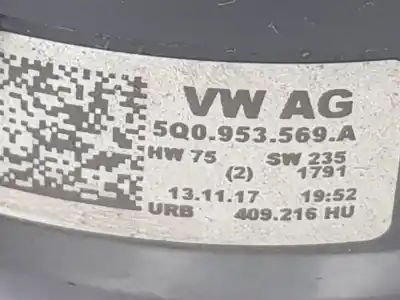 VW AG
5Q0.953.569.A
HW 75 SW 235
(2) 1791
13.11.17 19:52
URB 409.216 HU